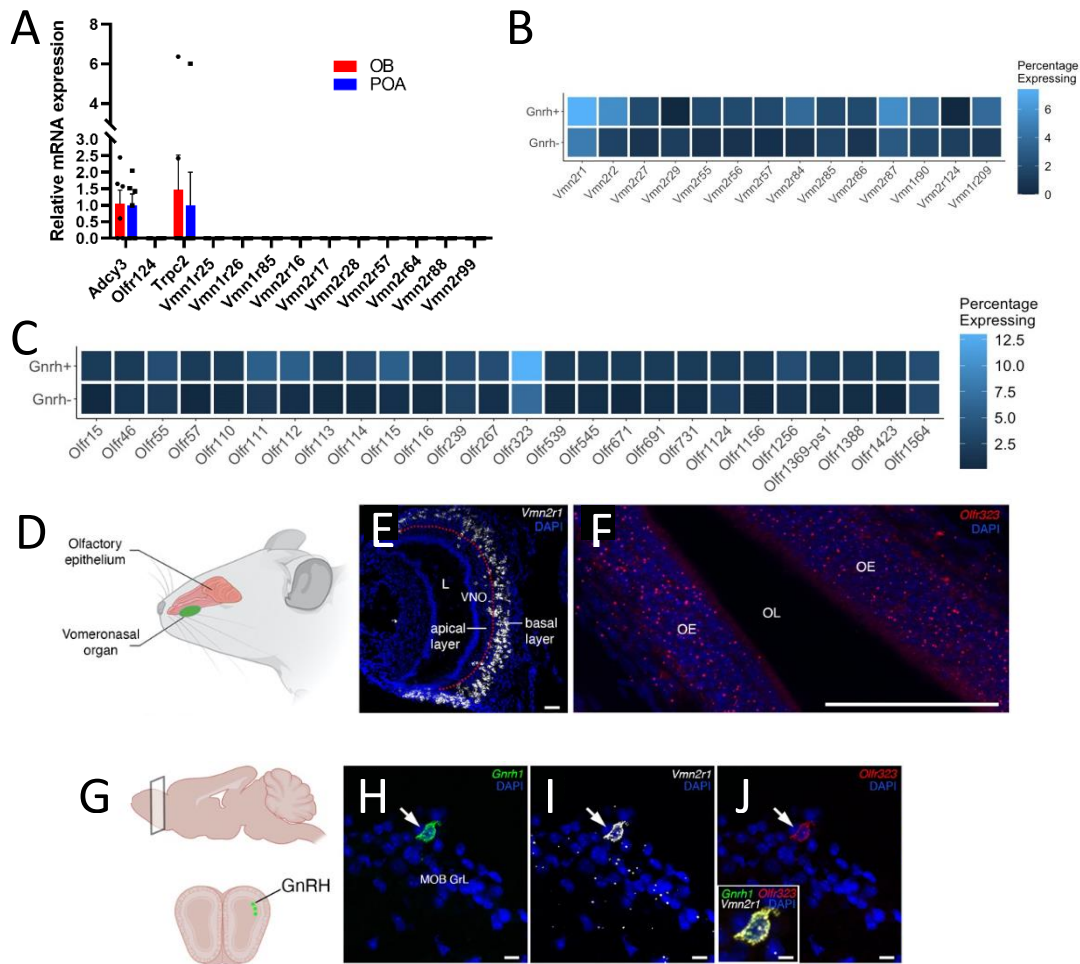 A
Relative mRNA expression
8
6
4
3.0
2.5
2.0
1.5
1.0
0.5
0.0
OB
POA
Adcy3
Olfr124
Trpc2
Vmn1r25
Vmn1r26
Vmn1r85
Vmn2r16
Vmn2r17
Vmn2r28
Vmn2r57
Vmn2r64
Vmn2r88
Vmn2r99
B
Gnrh+
Gnrh-
Vmn2r1
Vmn2r2
Vmn2r27
Vmn2r29
Vmn2r55
Vmn2r56
Vmn2r57
Vmn2r84
Vmn2r85
Vmn2r86
Vmn2r87
Vmn1r90
Vmn2r124
Vmn1r209
Percentage
Expressing
6
4
2
0
C
Gnrh+
Gnrh-
Olfr15
Olfr46
Olfr55
Olfr57
Olfr110
Olfr111
Olfr112
Olfr113
Olfr114
Olfr115
Olfr116
Olfr239
Olfr267
Olfr323
Olfr539
Olfr545
Olfr671
Olfr691
Olfr731
Olfr1124
Olfr1156
Olfr1256
Olfr1369-ps1
Olfr1388
Olfr1423
Olfr1564
Percentage
Expressing
12.5
10.0
7.5
5.0
2.5
D
Olfactory
epithelium
Vomeronasal
organ
E
Vmn2r1
DAPI
L
VNO
apical
layer
basal
layer
F
Olfr323
DAPI
OE
OL
OE
G
GnRH
H
Gnrh1
DAPI
MOB GrL
I
Vmn2r1
DAPI
J
Olfr323
DAPI
Gnrh1 Olfr323
Vmn2r1 DAPI